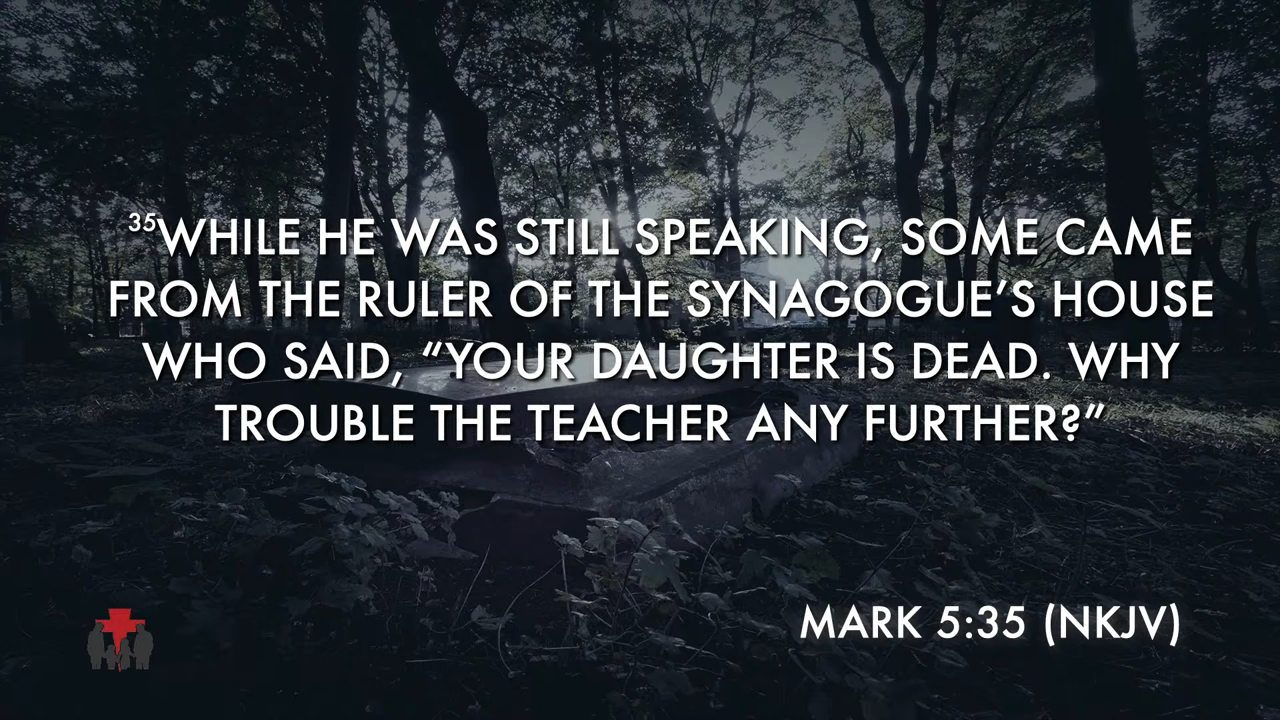 35WHILE HE WAS STILL SPEAKING, SOME CAME
FROM THE RULER OF THE SYNAGOGUE’S HOUSE
WHO SAID, “YOUR DAUGHTER IS DEAD. WHY
TROUBLE THE TEACHER ANY FURTHER?”
MARK 5:35 (NKJV)